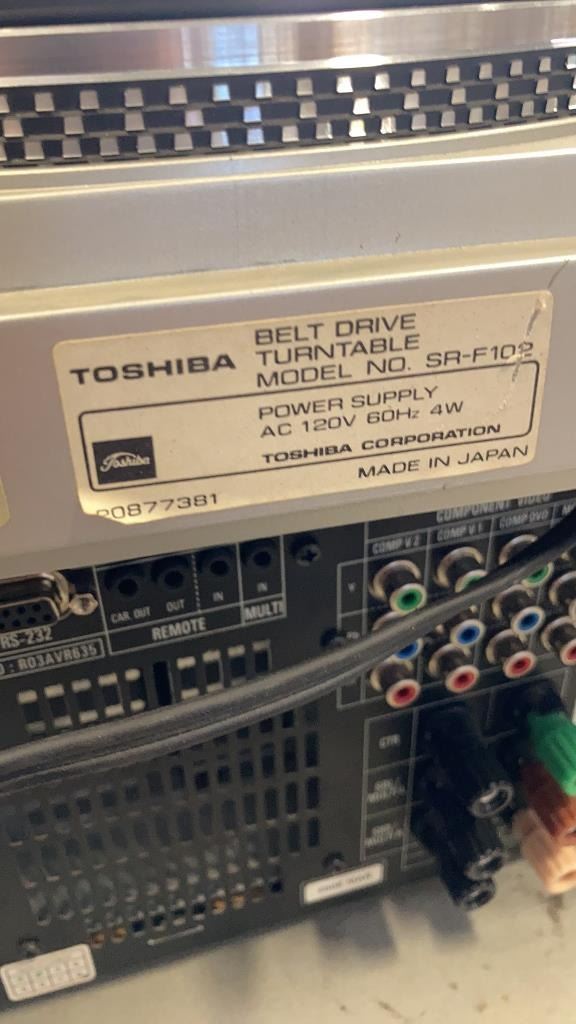 TOSHIBA
BELT DRIVE
TURNTABLE
MODEL NO. SR-F102
POWER SUPPLY
AC 120V 60Hz 4W
Toshiba
TOSHIBA CORPORATION
MADE IN JAPAN
20877381
COMPONENT VIDEO
COMP V.2
COMP V.1
COMP DVD
Y
CAR. OUT
OUT
IN
IN
RS-232
REMOTE
MULTI
: R03AVR635
CTR